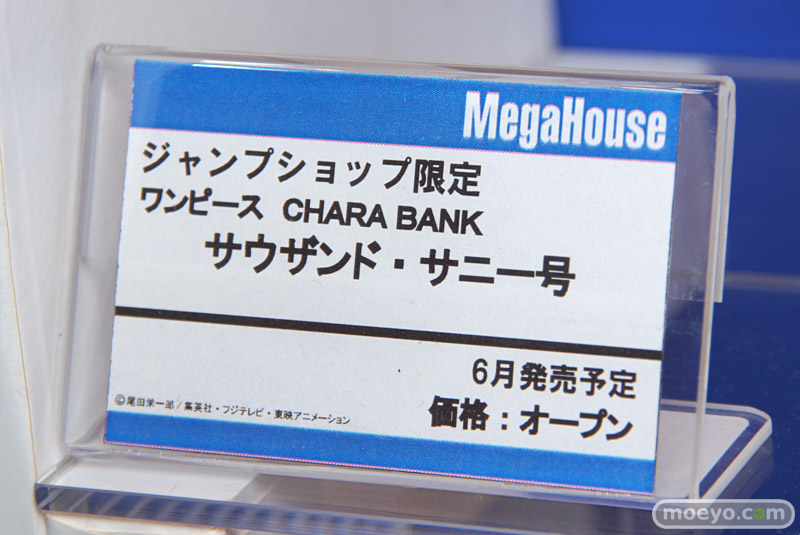 MegaHouse
ジャンプショップ限定
ワンピース CHARA BANK
サウザンド・サニー号
6月発売予定
©尾田栄一郎/集英社・フジテレビ・東映アニメーション
価格：オープン
moeyo.com